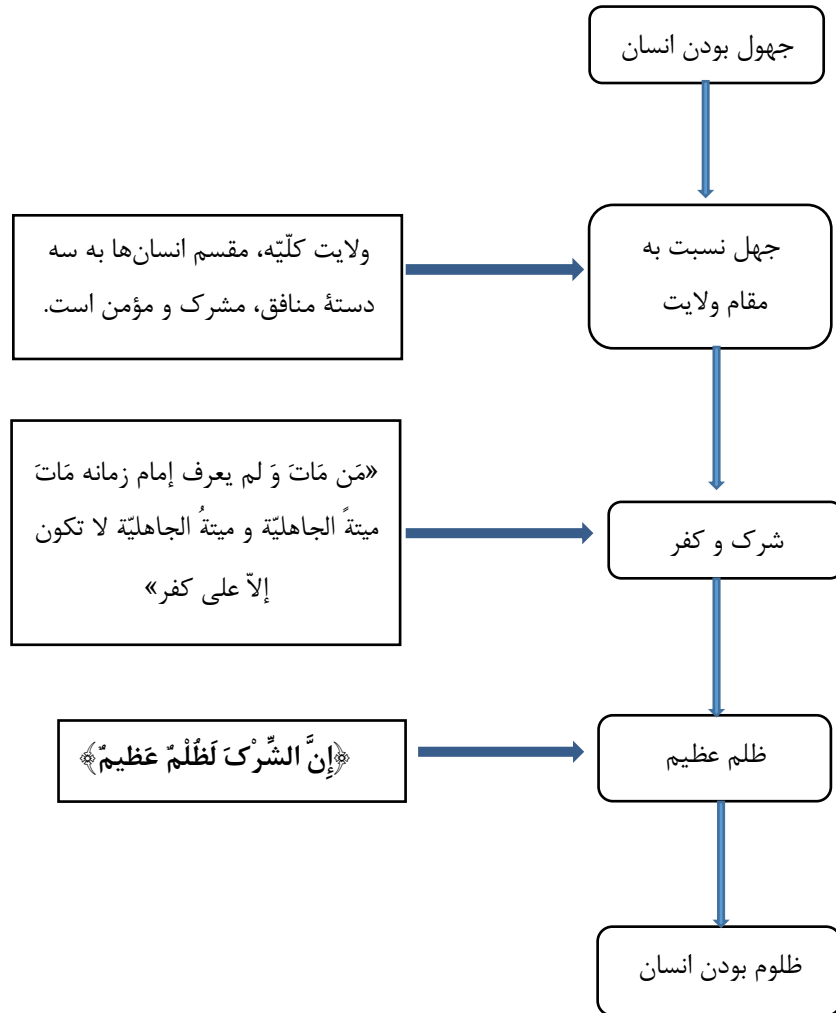 جهول بودن انسان
جهل نسبت به
مقام ولایت
ولایت کلّیّه، مقسم انسان‌ها به سه
دستهٔ منافق، مشرک و مؤمن است.
شرک و کفر
«مَن مَاتَ وَ لم یعرف إمام زمانه مَاتَ
میتةً الجاهلیّة و میتةُ الجاهلیّة لا تکون
إلاّ علی کفر»
ظلم عظیم
﴿إِنَّ الشِّرْکَ لَظُلْمٌ عَظیمٌ﴾
ظلوم بودن انسان